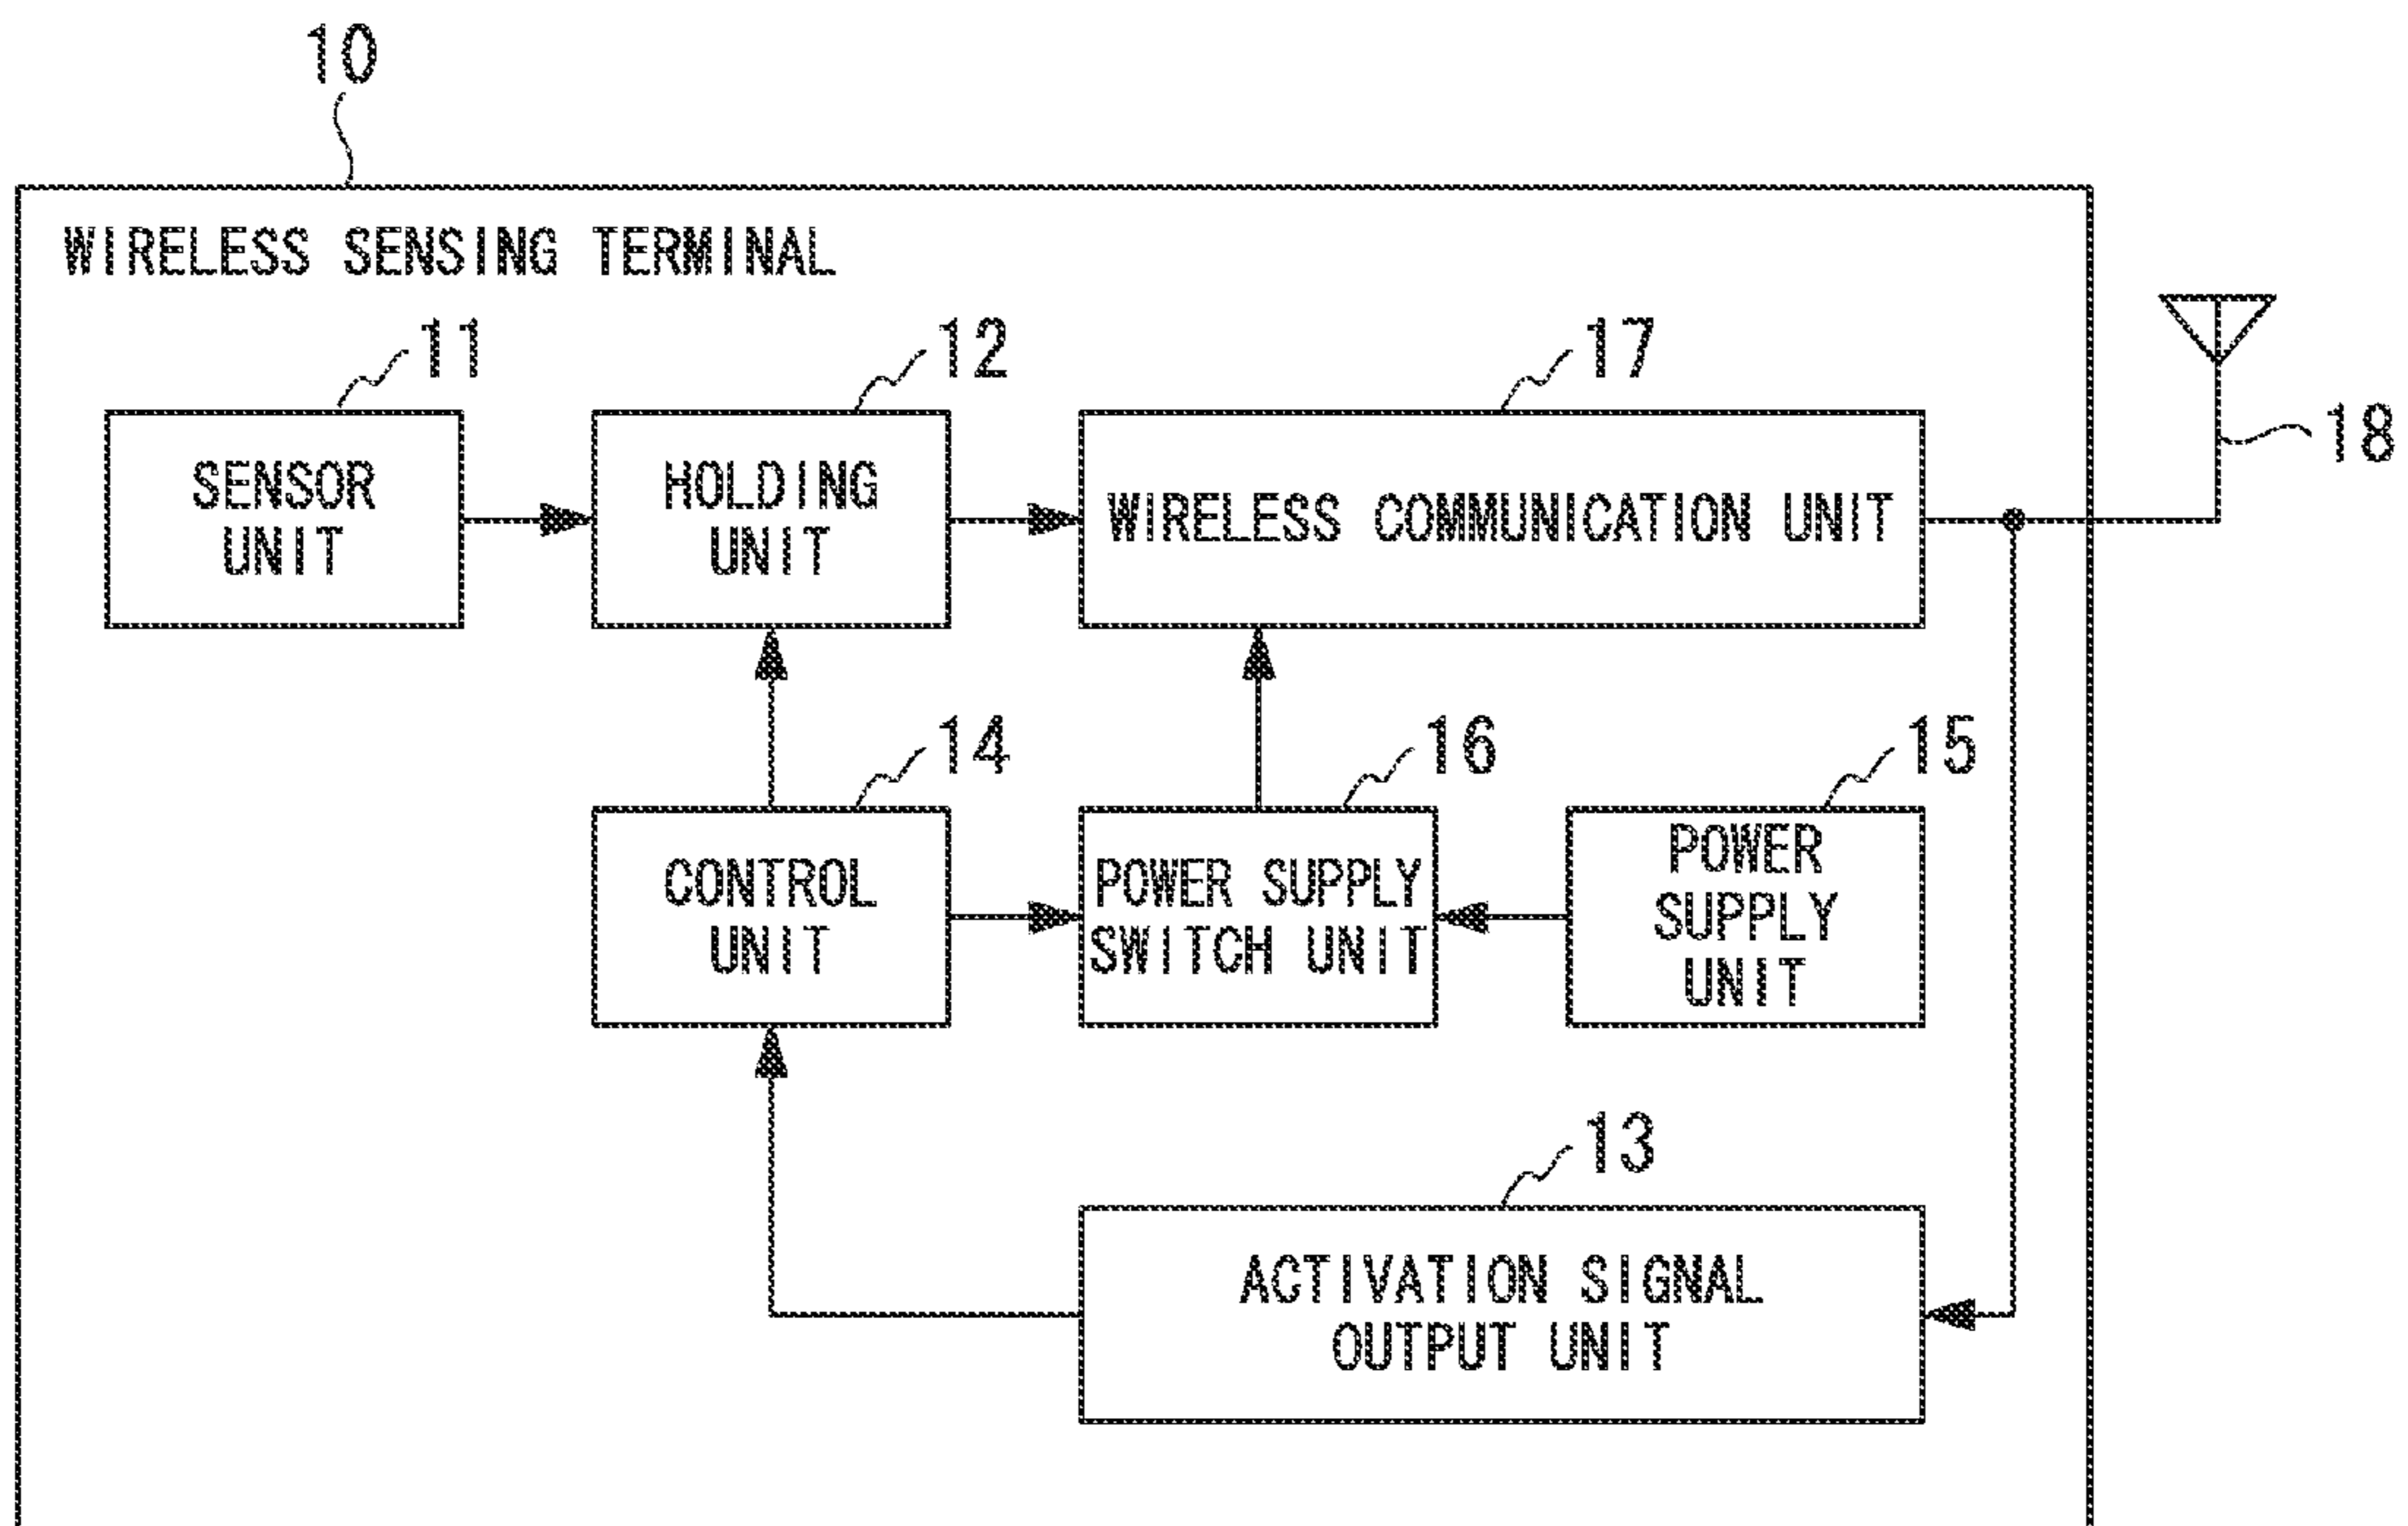 10
WIRELESS SENSING TERMINAL
11
12
17
18
SENSOR
UNIT
HOLDING
UNIT
WIRELESS COMMUNICATION UNIT
14
16
15
CONTROL
UNIT
POWER SUPPLY
SWITCH UNIT
POWER
SUPPLY
UNIT
13
ACTIVATION SIGNAL
OUTPUT UNIT